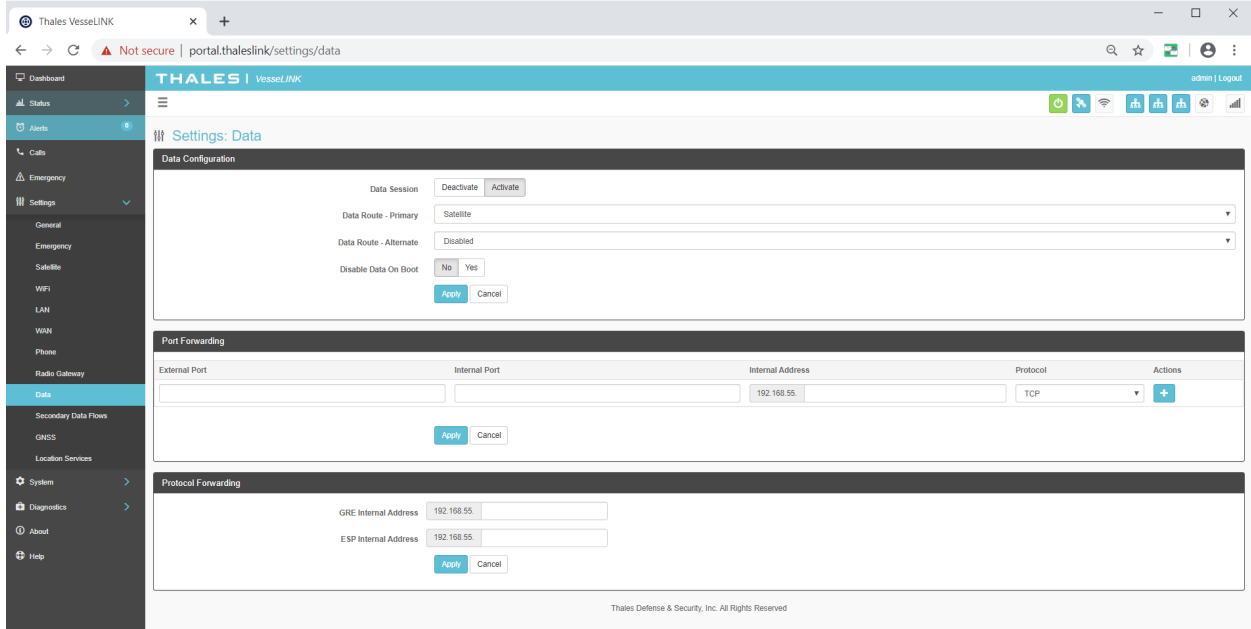 Thales VesseLINK
Not secure | portal.thaleslink/settings/data
Dashboard
THALES | VesseLINK
admin | Logout
Status
Alerts 0
Calls
Emergency
Settings
General
Emergency
Satellite
WiFi
LAN
WAN
Phone
Radio Gateway
Data
Secondary Data Flows
GNSS
Location Services
System
Diagnostics
About
Help
Settings: Data
Data Configuration
Data Session Deactivate Activate
Data Route - Primary Satellite
Data Route - Alternate Disabled
Disable Data On Boot No Yes
Apply Cancel
Port Forwarding
External Port Internal Port Internal Address Protocol Actions
192.168.55. TCP
Apply Cancel
Protocol Forwarding
GRE Internal Address 192.168.55.
ESP Internal Address 192.168.55.
Apply Cancel
Thales Defense & Security, Inc. All Rights Reserved